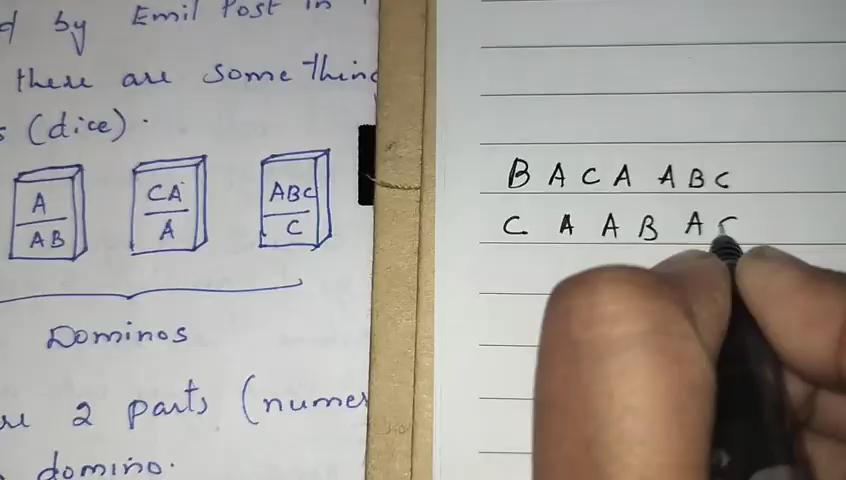 by Emil Post in
there are some thing
(dice).
A CA ABC
AB A C
Dominos
2 parts (numer
domino.
B A C A A B C
C A A B A C